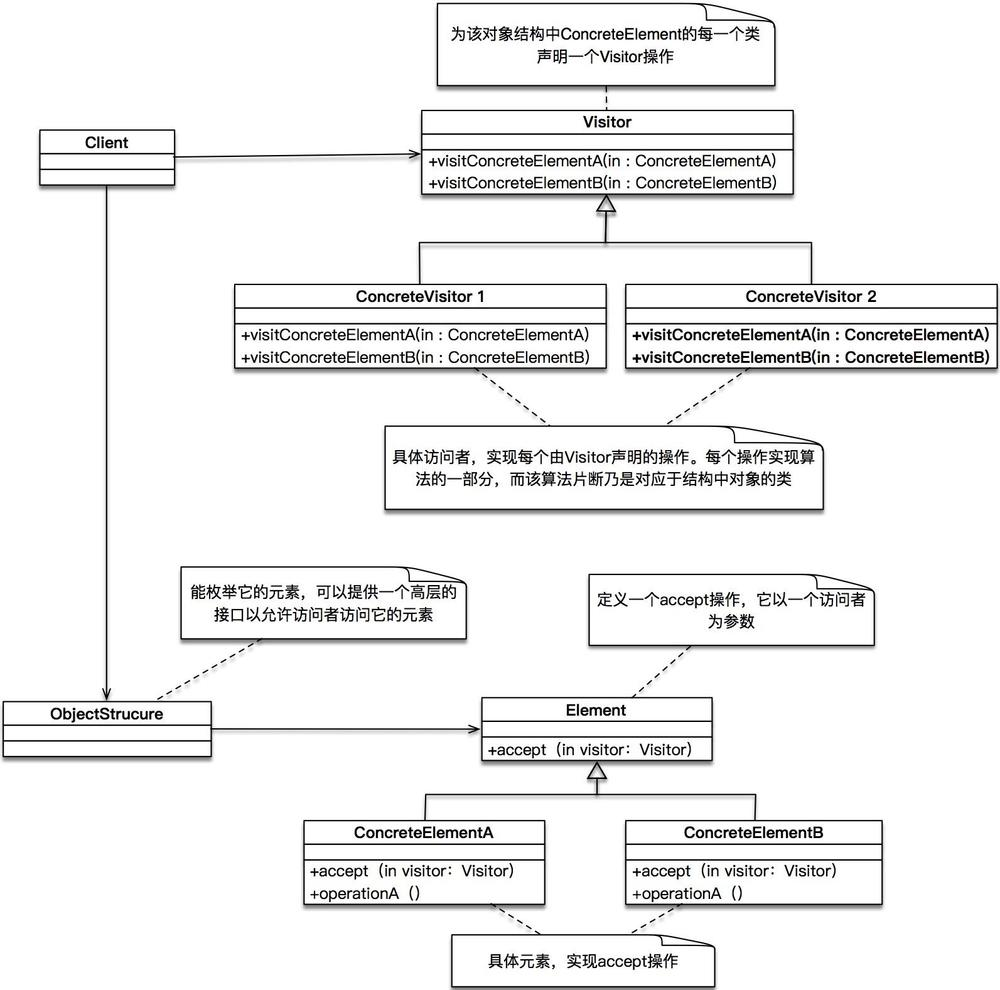 为该对象结构中ConcreteElement的每一个类
声明一个Visitor操作
Client
Visitor
+visitConcreteElementA(in : ConcreteElementA)
+visitConcreteElementB(in : ConcreteElementB)
ConcreteVisitor 1
+visitConcreteElementA(in : ConcreteElementA)
+visitConcreteElementB(in : ConcreteElementB)
ConcreteVisitor 2
+visitConcreteElementA(in : ConcreteElementA)
+visitConcreteElementB(in : ConcreteElementB)
具体访问者，实现每个由Visitor声明的操作。每个操作实现算
法的一部分，而该算法片断乃是对应于结构中对象的类
能枚举它的元素，可以提供一个高层的
接口以允许访问者访问它的元素
定义一个accept操作，它以一个访问者
为参数
ObjectStrucure
Element
+accept（in visitor：Visitor）
ConcreteElementA
+accept（in visitor：Visitor）
+operationA（）
ConcreteElementB
+accept（in visitor：Visitor）
+operationA（）
具体元素，实现accept操作